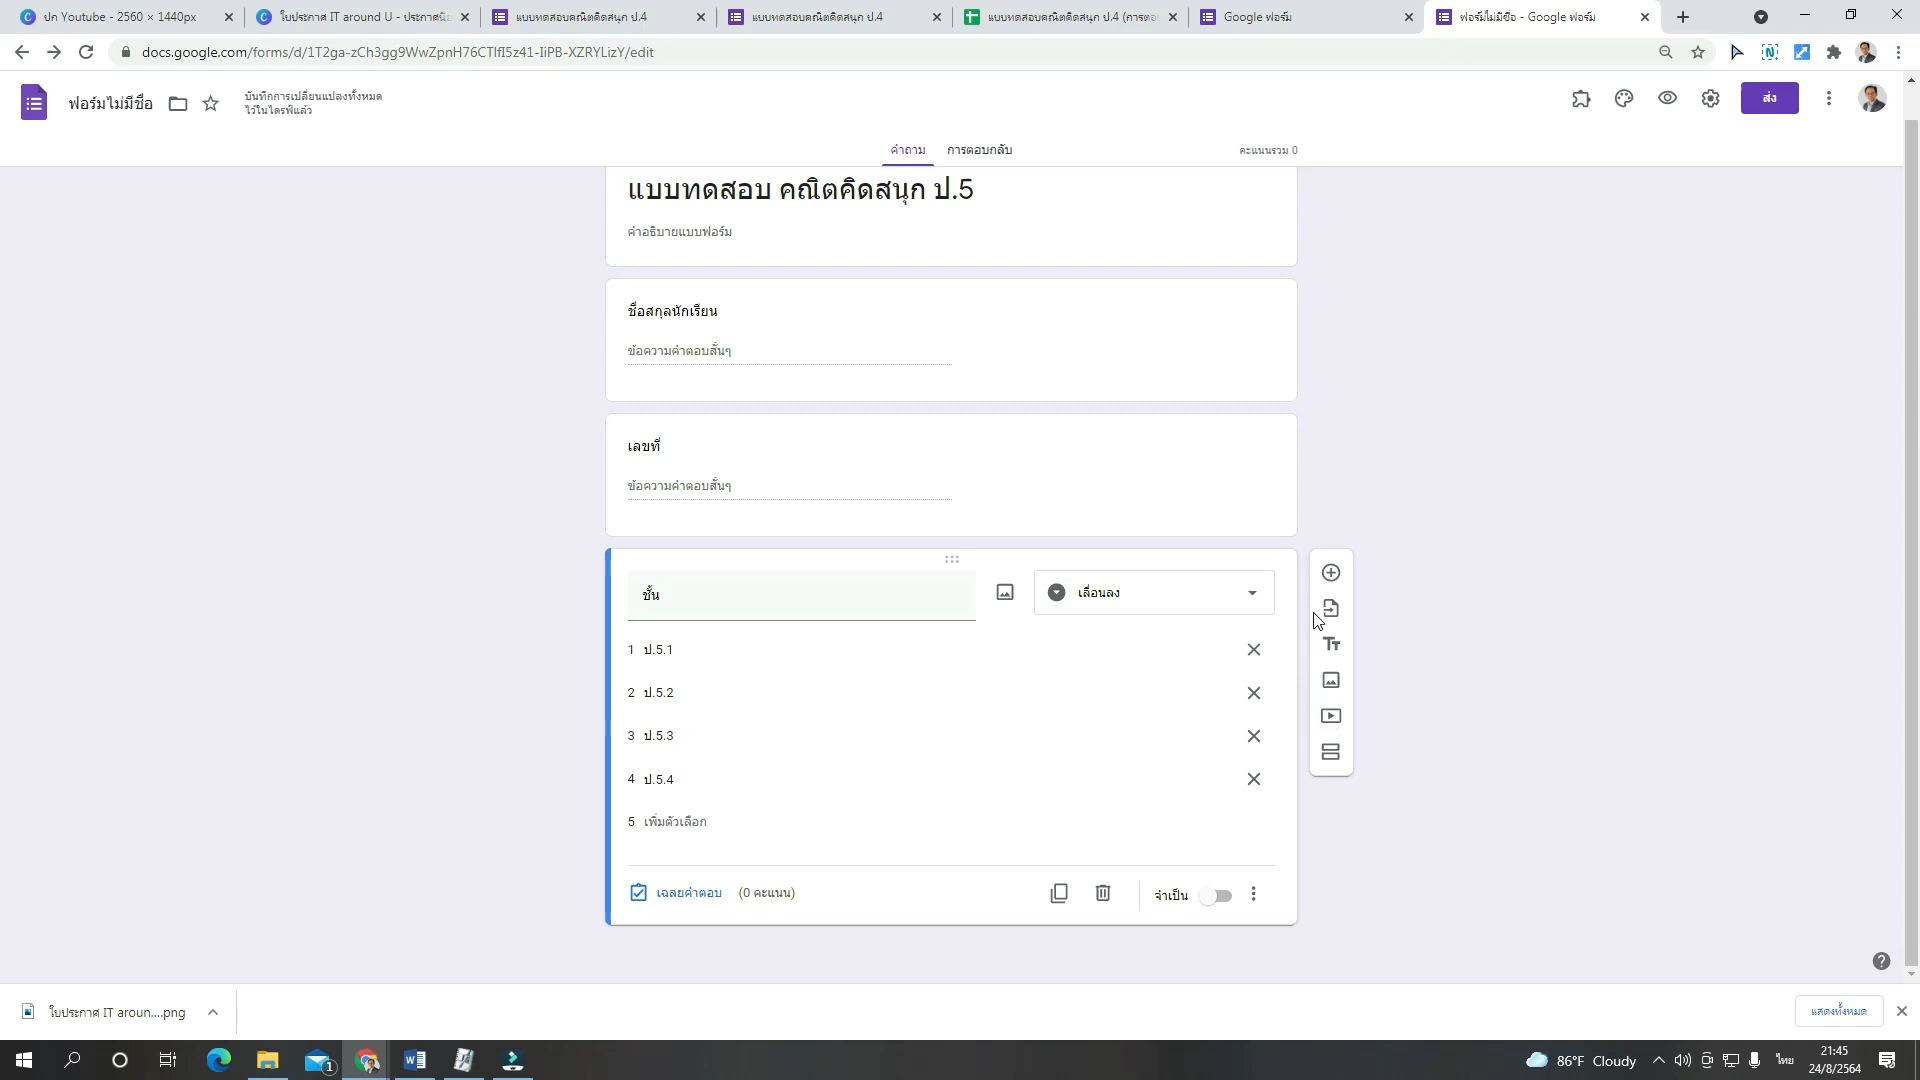 ปก Youtube - 2560 × 1440px
ใบประกาศ IT around U - ประกาศนีย
แบบทดสอบคณิตคิดสนุก ป.4
แบบทดสอบคณิตคิดสนุก ป.4
แบบทดสอบคณิตคิดสนุก ป.4 (การตอบ
Google ฟอร์ม
ฟอร์มไม่มีชื่อ - Google ฟอร์ม
docs.google.com/forms/d/1T2ga-zCh3gg9WwZpnH76CTlfI5z41-IiPB-XZRYLizY/edit
ฟอร์มไม่มีชื่อ
บันทึกการเปลี่ยนแปลงทั้งหมด
ไว้ในไดรฟ์แล้ว
ส่ง
คำถาม
การตอบกลับ
คะแนนรวม 0
แบบทดสอบ คณิตคิดสนุก ป.5
คำอธิบายแบบฟอร์ม
ชื่อสกุลนักเรียน
ข้อความคำตอบสั้นๆ
เลขที่
ข้อความคำตอบสั้นๆ
ชั้น
เลื่อนลง
1 ป.5.1
2 ป.5.2
3 ป.5.3
4 ป.5.4
5 เพิ่มตัวเลือก
เฉลยคำตอบ (0 คะแนน)
จำเป็น
ใบประกาศ IT aroun....png
แสดงทั้งหมด
1
86°F Cloudy
ไทย
21:45
24/8/2564